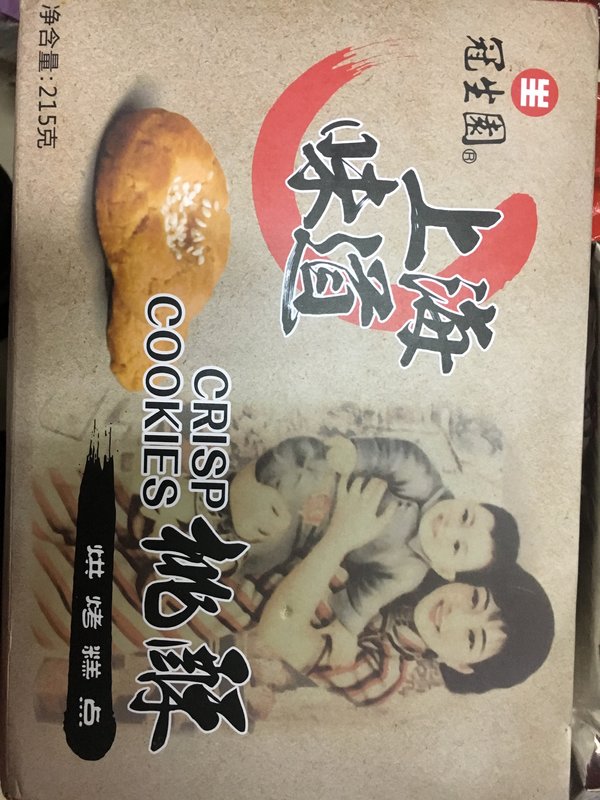 冠生園®
上海
味道
CRISP
COOKIES
桃酥
烘烤糕点
净含量:215克